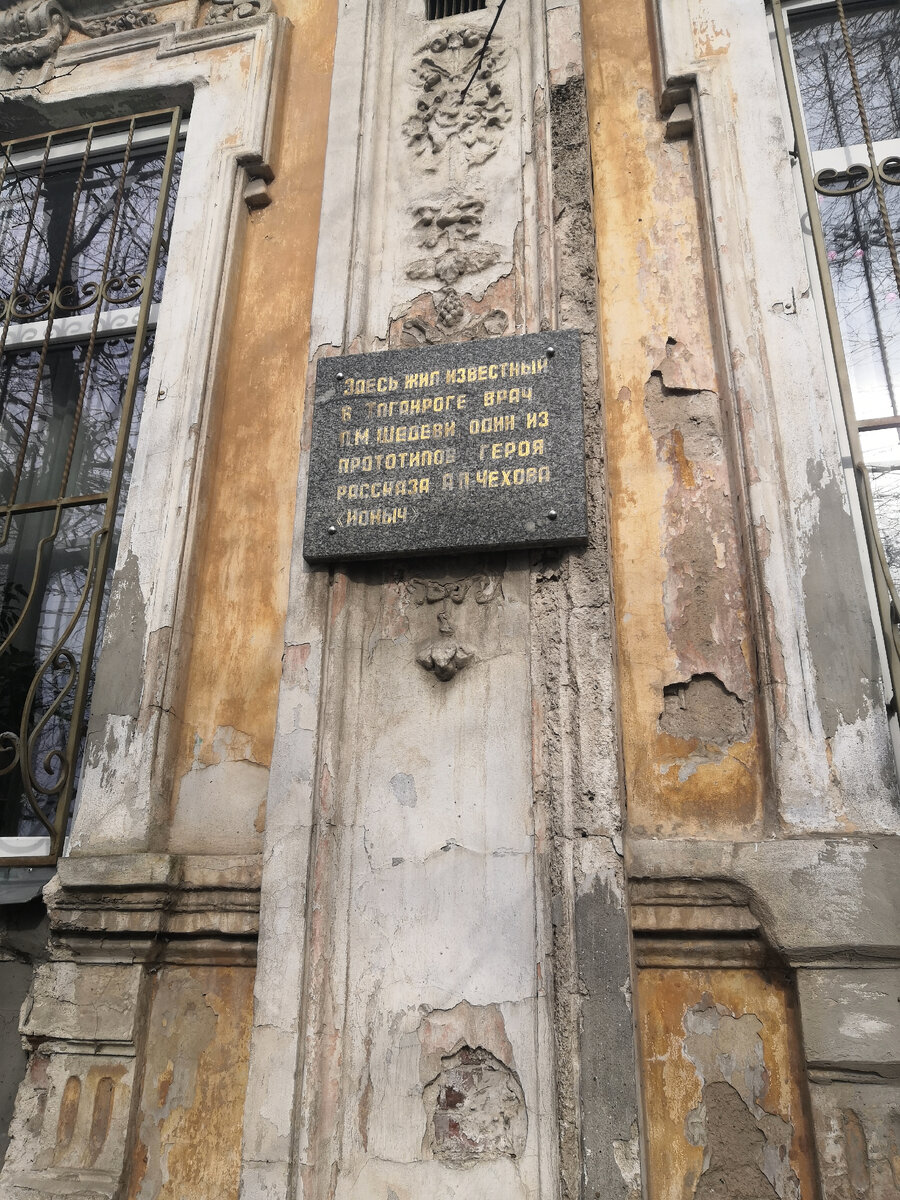 Здесь жил известный
в Таганроге врач
П.М. Шедеви один из
прототипов героя
рассказа А.П. Чехова
«Ионыч»